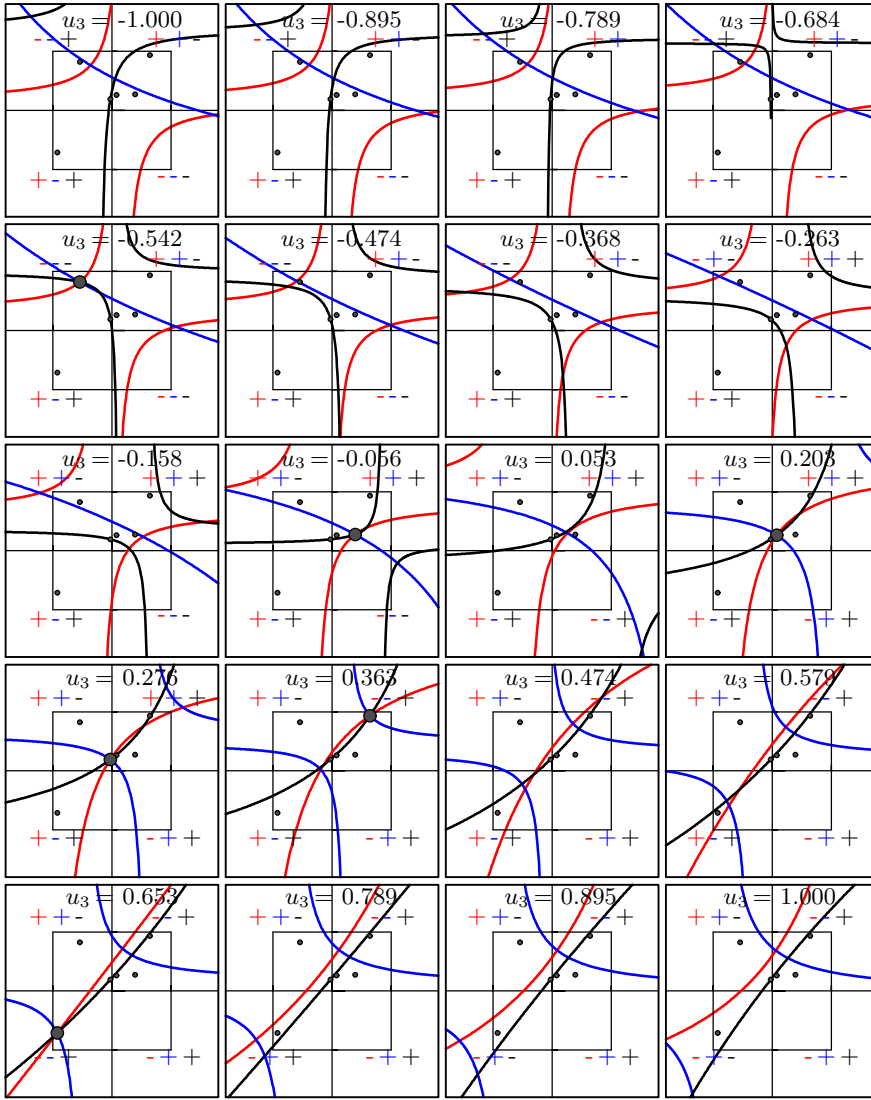 u₃ = -1.000
u₃ = -0.895
u₃ = -0.789
u₃ = -0.684
u₃ = -0.542
u₃ = -0.474
u₃ = -0.368
u₃ = -0.263
u₃ = -0.158
u₃ = -0.056
u₃ = 0.053
u₃ = 0.203
u₃ = 0.276
u₃ = 0.363
u₃ = 0.474
u₃ = 0.579
u₃ = 0.653
u₃ = 0.789
u₃ = 0.895
u₃ = 1.000